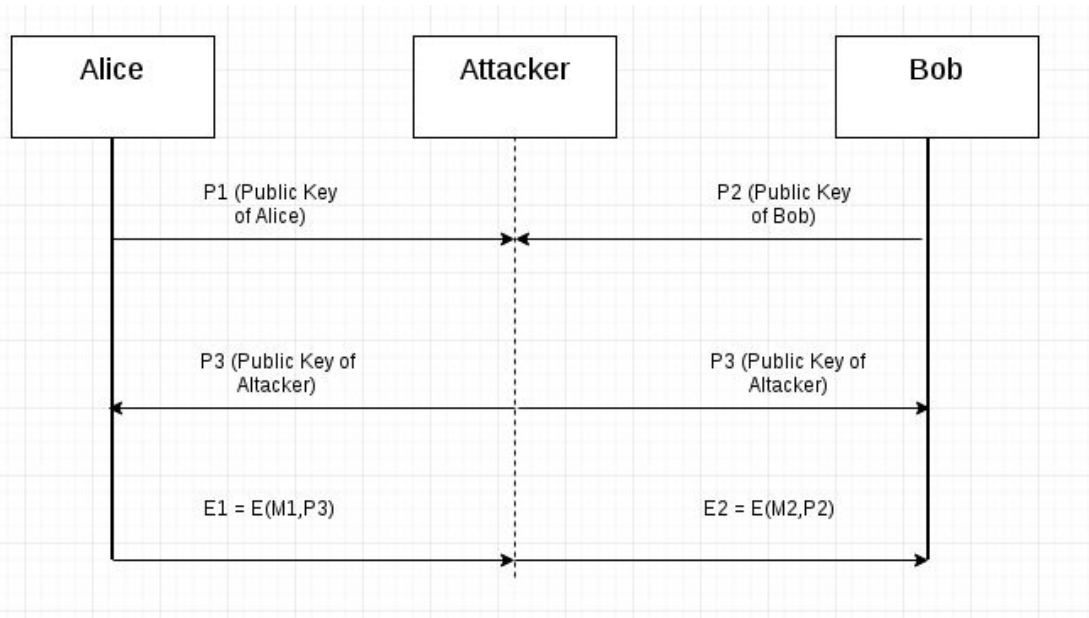 Alice
Attacker
Bob
P1 (Public Key
of Alice)
P2 (Public Key
of Bob)
P3 (Public Key of
Altacker)
P3 (Public Key of
Altacker)
E1 = E(M1,P3)
E2 = E(M2,P2)